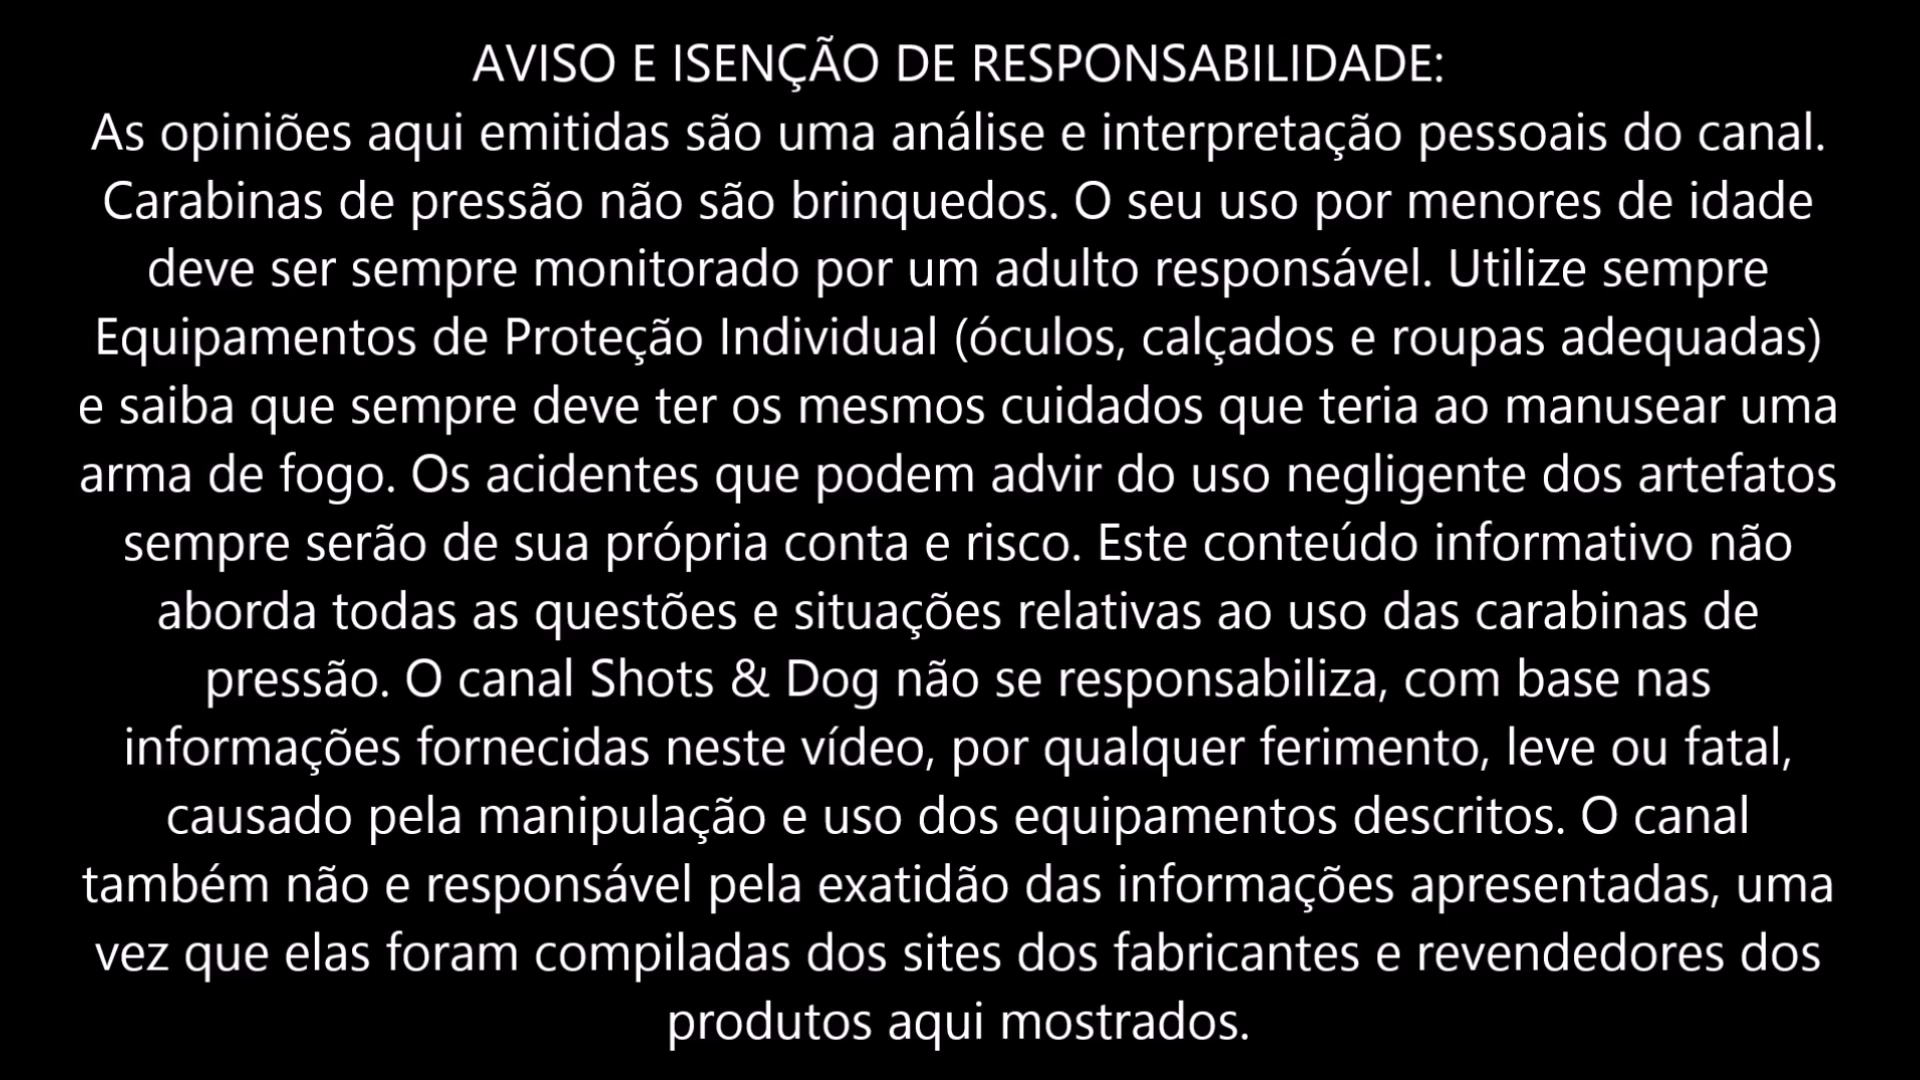 AVISO E ISENÇÃO DE RESPONSABILIDADE:
As opiniões aqui emitidas são uma análise e interpretação pessoais do canal.
Carabinas de pressão não são brinquedos. O seu uso por menores de idade
deve ser sempre monitorado por um adulto responsável. Utilize sempre
Equipamentos de Proteção Individual (óculos, calçados e roupas adequadas)
e saiba que sempre deve ter os mesmos cuidados que teria ao manusear uma
arma de fogo. Os acidentes que podem advir do uso negligente dos artefatos
sempre serão de sua própria conta e risco. Este conteúdo informativo não
aborda todas as questões e situações relativas ao uso das carabinas de
pressão. O canal Shots & Dog não se responsabiliza, com base nas
informações fornecidas neste vídeo, por qualquer ferimento, leve ou fatal,
causado pela manipulação e uso dos equipamentos descritos. O canal
também não e responsável pela exatidão das informações apresentadas, uma
vez que elas foram compiladas dos sites dos fabricantes e revendedores dos
produtos aqui mostrados.